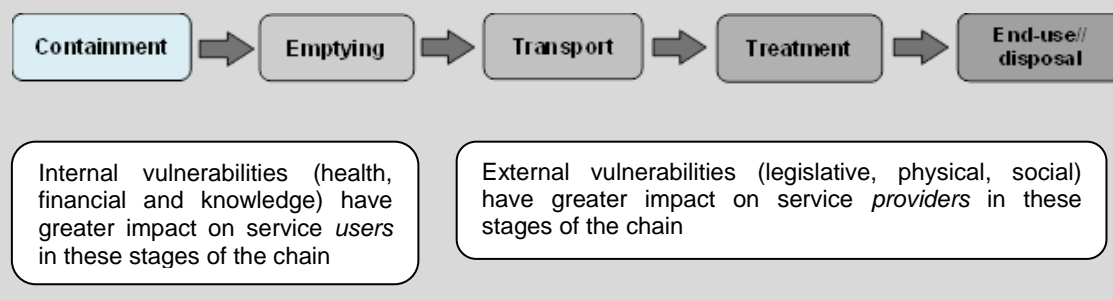 Containment
Emptying
Transport
Treatment
End-use//
disposal
Internal vulnerabilities (health,
financial and knowledge) have
greater impact on service users
in these stages of the chain
External vulnerabilities (legislative, physical, social)
have greater impact on service providers in these
stages of the chain